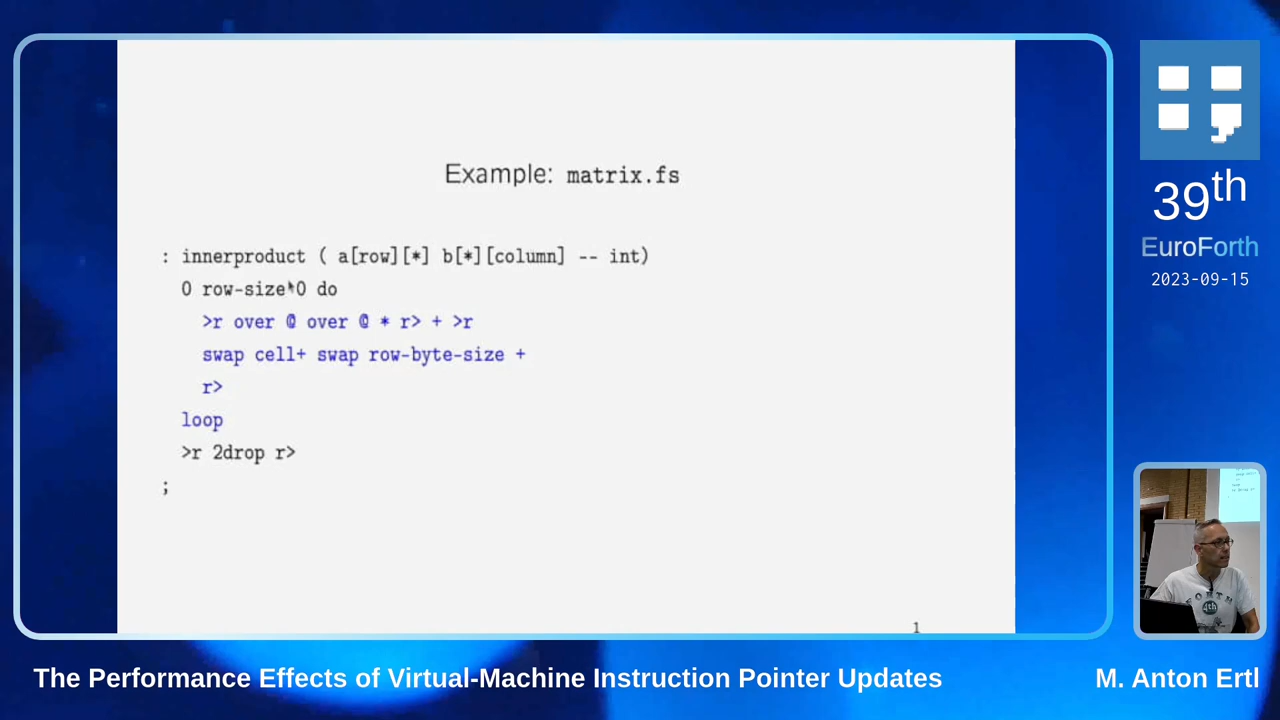 Example: matrix.fs
: innerproduct ( a[row][*] b[*][column] -- int)
0 row-size 0 do
>r over @ over @ * r> + >r
swap cell+ swap row-byte-size +
r>
loop
>r 2drop r>
;
1
39th
EuroForth
2023-09-15
4th
The Performance Effects of Virtual-Machine Instruction Pointer Updates
M. Anton Ertl